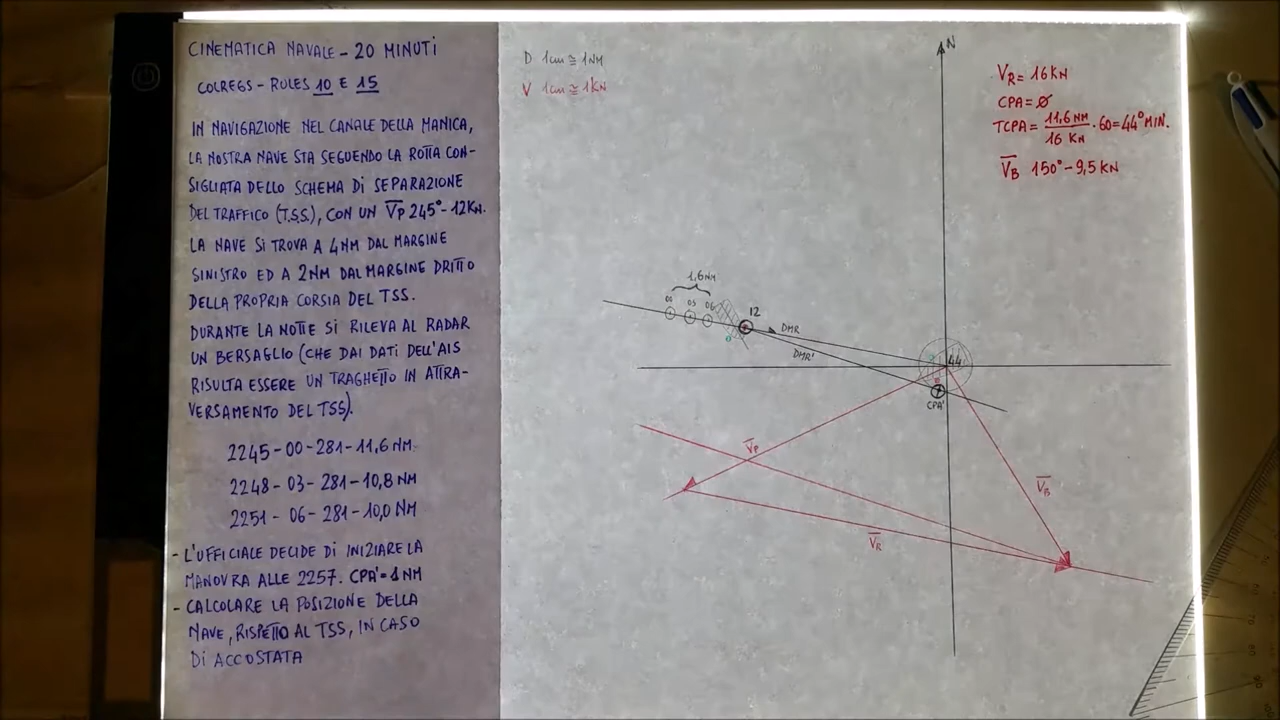 CINEMATICA NAVALE - 20 MINUTI
COLREGS - RULES 10 E 15
IN NAVIGAZIONE NEL CANALE DELLA MANICA,
LA NOSTRA NAVE STA SEGUENDO LA ROTTA CON-
SIGLIATA DELLO SCHEMA DI SEPARAZIONE
DEL TRAFFICO (T.S.S.), CON UN VP 245° - 12KN.
LA NAVE SI TROVA A 4NM DAL MARGINE
SINISTRO ED A 2NM DAL MARGINE DRITTO
DELLA PROPRIA CORSIA DEL TSS.
DURANTE LA NOTTE SI RILEVA AL RADAR
UN BERSAGLIO (CHE DAI DATI DELL'AIS
RISULTA ESSERE UN TRAGHETTO IN ATTRA-
VERSAMENTO DEL TSS).
2245-00-281-11,6 NM
2248-03-281-10,8 NM
2251-06-281-10,0 NM
- L'UFFICIALE DECIDE DI INIZIARE LA
MANOVRA ALLE 2257. CPA'=1NM
- CALCOLARE LA POSIZIONE DELLA
NAVE, RISPETTO AL TSS, IN CASO
DI ACCOSTATA
D 1cm ≅ 1NM
V 1cm ≅ 1KN
N
VR = 16KN
CPA = Ø
TCPA = 11,6NM / 16 KN · 60 = 44° MIN.
VB 150° - 9,5 KN
1,6NM
00
03
06
12
DMR
DMR'
44
CPA'
VP
VB
VR